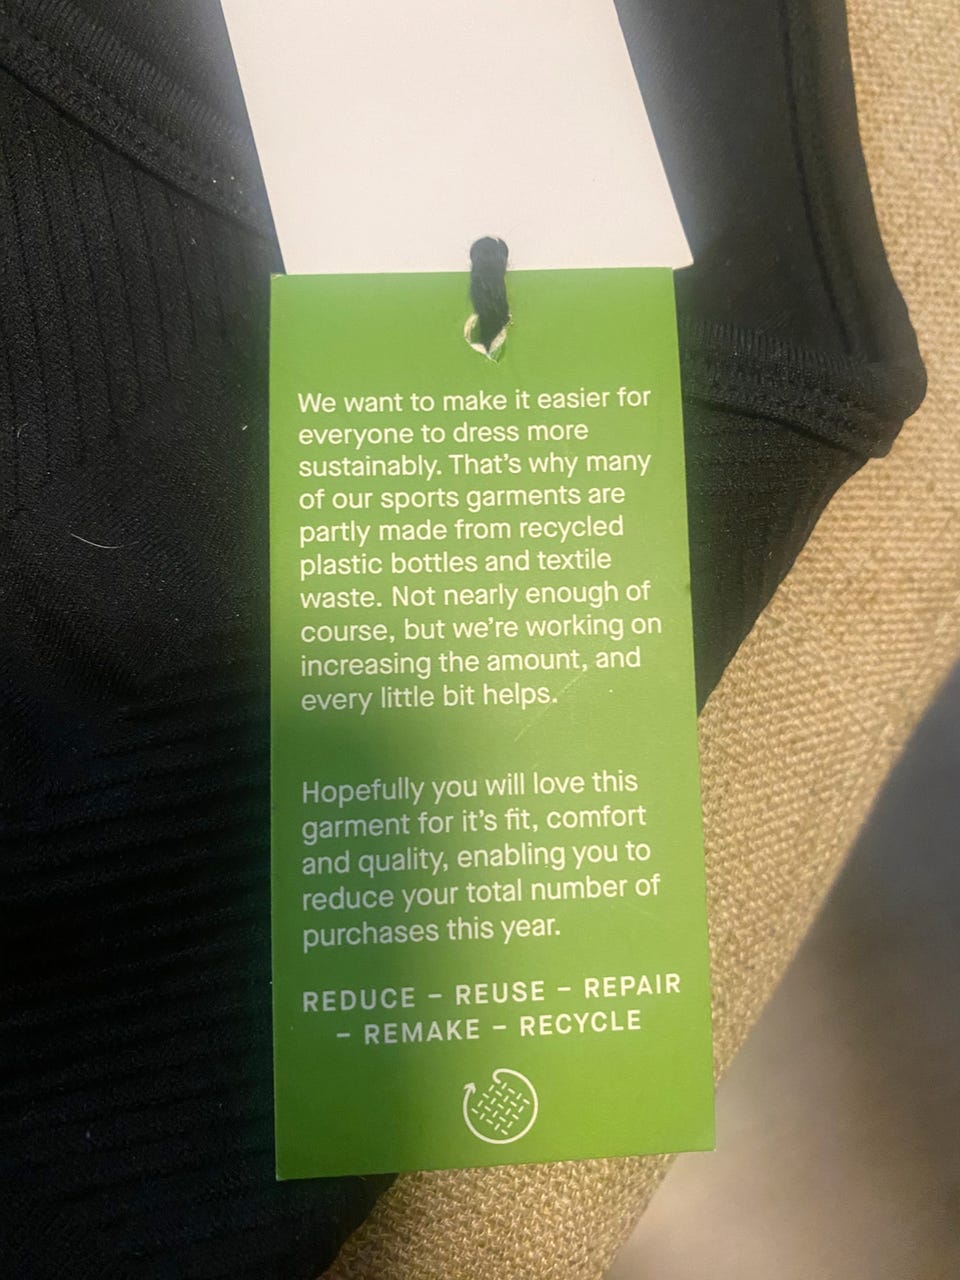 We want to make it easier for
everyone to dress more
sustainably. That's why many
of our sports garments are
partly made from recycled
plastic bottles and textile
waste. Not nearly enough of
course, but we're working on
increasing the amount, and
every little bit helps.
Hopefully you will love this
garment for it's fit, comfort
and quality, enabling you to
reduce your total number of
purchases this year.
REDUCE – REUSE – REPAIR
– REMAKE – RECYCLE